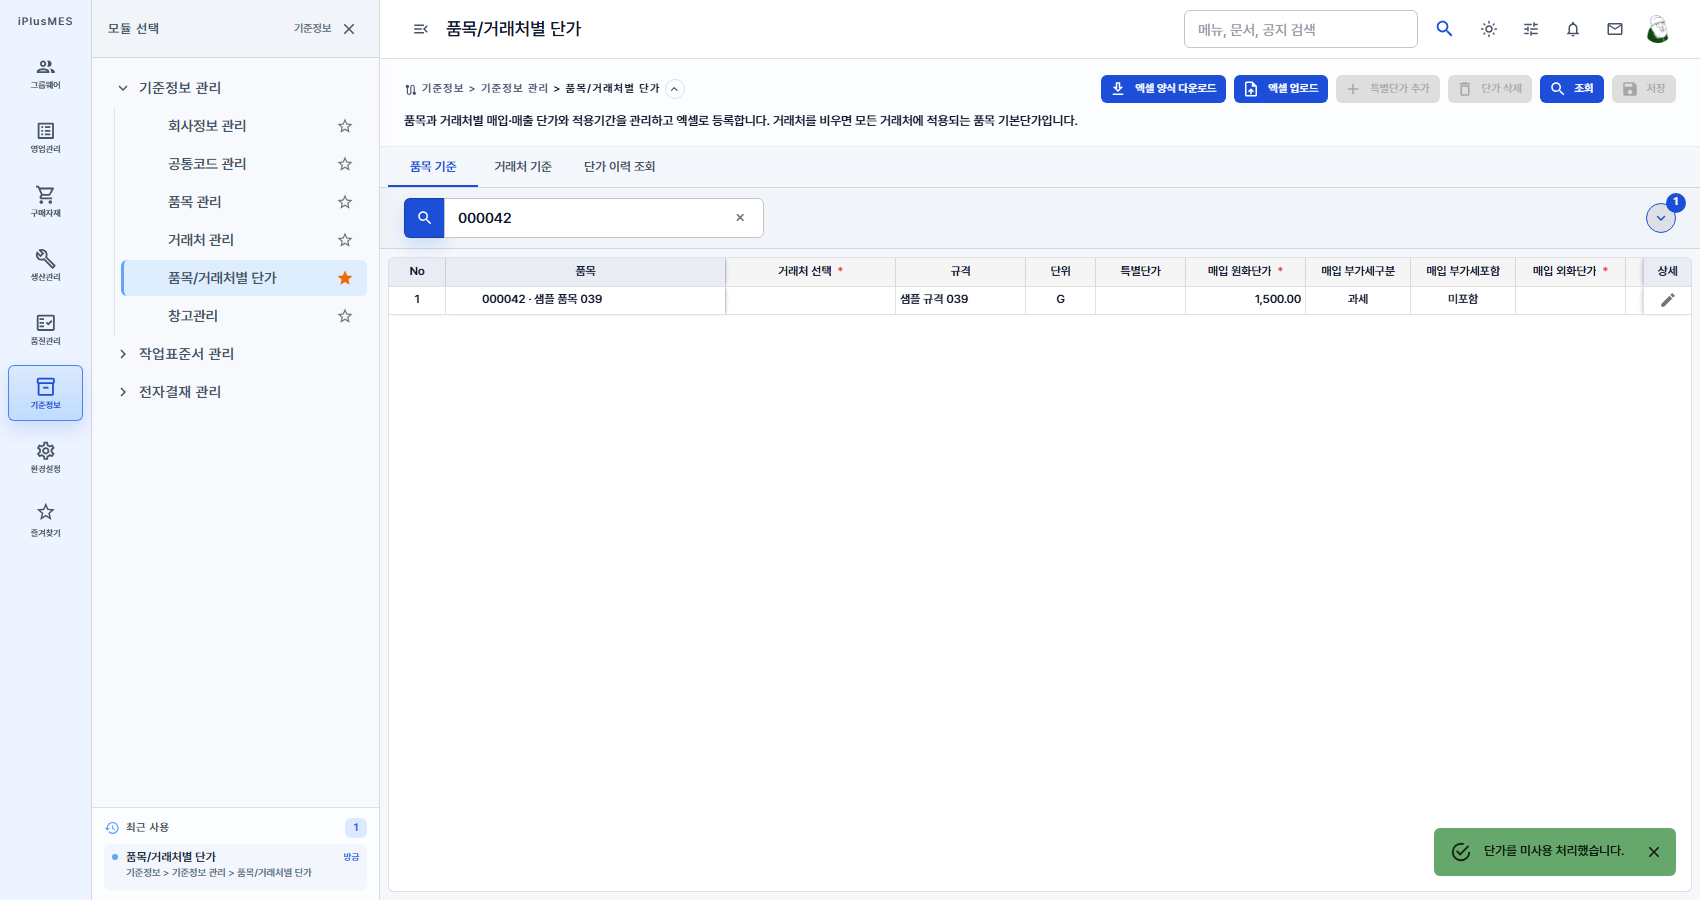 iPlusMES
그룹웨어
영업관리
구매자재
생산관리
품질관리
기준정보
환경설정
즐겨찾기
모듈 선택
기준정보
기준정보 관리
회사정보 관리
공통코드 관리
품목 관리
거래처 관리
품목/거래처별 단가
창고관리
작업표준서 관리
전자결재 관리
최근 사용
1
품목/거래처별 단가
방금
기준정보 > 기준정보 관리 > 품목/거래처별 단가
품목/거래처별 단가
메뉴, 문서, 공지 검색
기준정보 > 기준정보 관리 > 품목/거래처별 단가
엑셀 양식 다운로드
엑셀 업로드
특별단가 추가
단가 삭제
조회
저장
품목과 거래처별 매입·매출 단가와 적용기간을 관리하고 엑셀로 등록합니다. 거래처를 비우면 모든 거래처에 적용되는 품목 기본단가입니다.
품목 기준 거래처 기준 단가 이력 조회
000042
1
No 품목 거래처 선택 * 규격 단위 특별단가 매입 원화단가 * 매입 부가세구분 매입 부가세포함 매입 외화단가 * 상세
1 000042 · 샘플 품목 039 샘플 규격 039 G 1,500.00 과세 미포함
단가를 미사용 처리했습니다.